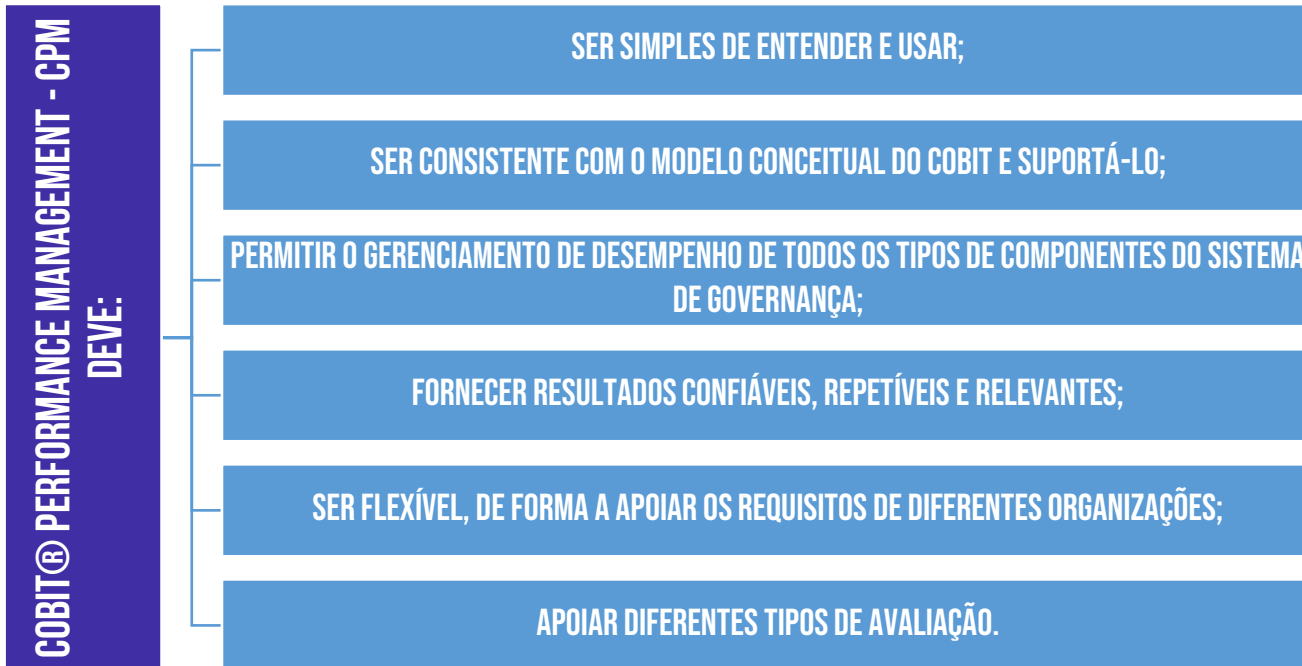 COBIT® PERFORMANCE MANAGEMENT - CPM
DEVE:
SER SIMPLES DE ENTENDER E USAR;
SER CONSISTENTE COM O MODELO CONCEITUAL DO COBIT E SUPORTÁ-LO;
PERMITIR O GERENCIAMENTO DE DESEMPENHO DE TODOS OS TIPOS DE COMPONENTES DO SISTEMA
DE GOVERNANÇA;
FORNECER RESULTADOS CONFIÁVEIS, REPETÍVEIS E RELEVANTES;
SER FLEXÍVEL, DE FORMA A APOIAR OS REQUISITOS DE DIFERENTES ORGANIZAÇÕES;
APOIAR DIFERENTES TIPOS DE AVALIAÇÃO.